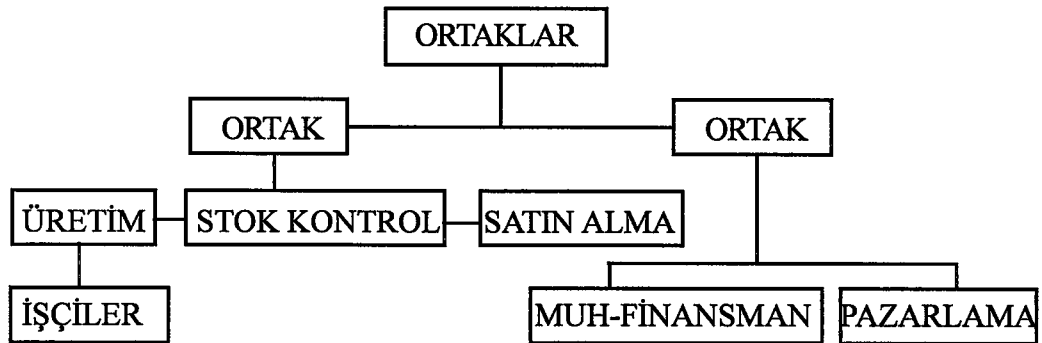 ORTAKLAR
ORTAK
ORTAK
ÜRETİM
STOK KONTROL
SATIN ALMA
İŞÇİLER
MUH-FİNANSMAN
PAZARLAMA